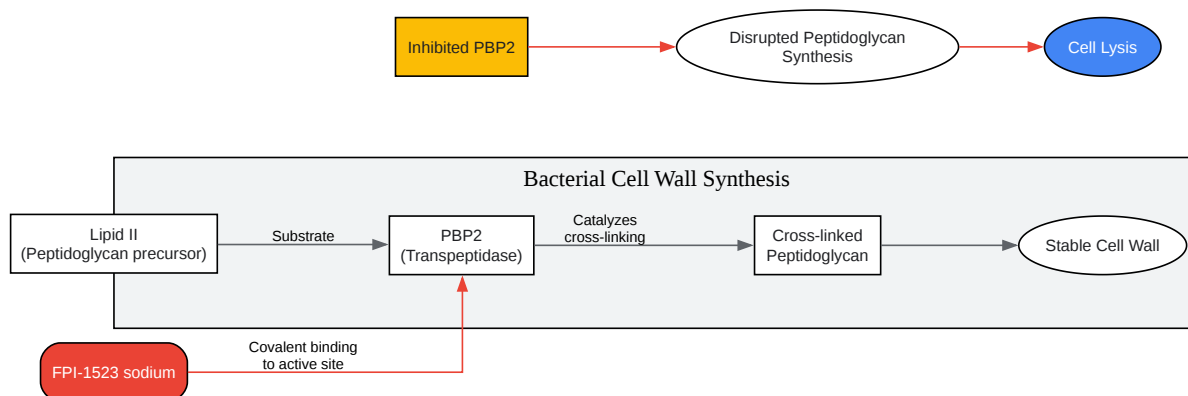 Inhibited PBP2
Disrupted Peptidoglycan
Synthesis
Cell Lysis
Bacterial Cell Wall Synthesis
Lipid II
(Peptidoglycan precursor)
Substrate
PBP2
(Transpeptidase)
Catalyzes
cross-linking
Cross-linked
Peptidoglycan
Stable Cell Wall
FPI-1523 sodium
Covalent binding
to active site